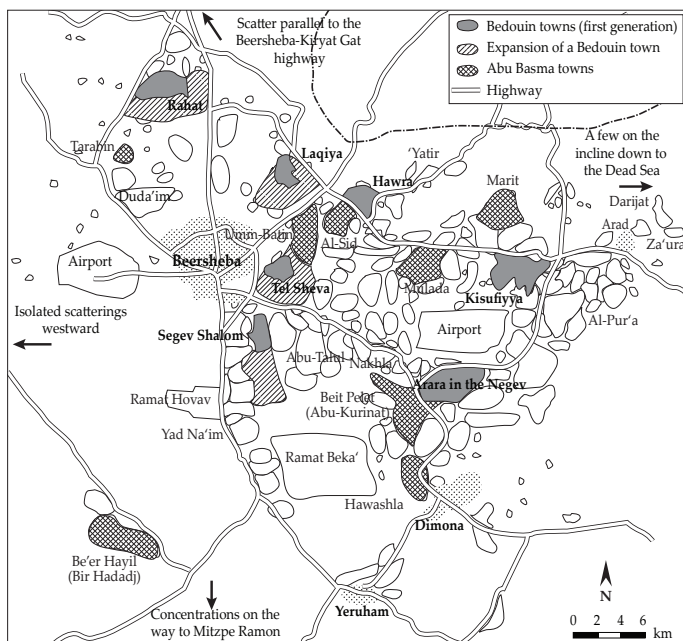 Scatter parallel to the
Beersheba-Kiryat Gat
highway
Bedouin towns (first generation)
Expansion of a Bedouin town
Abu Basma towns
Highway
Rahat
Tarabin
Laqiya
'Yatir
A few on the
incline down to
the Dead Sea
Hawra
Marit
Darijat
Duda'im
Umm-Batin
Al-Sid
Arad
Za'ura
Airport
Beersheba
Tel Sheva
Mulada
Kisufiyya
Isolated scatterings
westward
Airport
Al-Pur'a
Segev Shalom
Abu-Talul
Nakhla
Arara in the Negev
Ramat Hovav
Beit Pelet
(Abu-Kurinat)
Yad Na'im
Ramat Beka'
Hawashla
Dimona
Be'er Hayil
(Bir Hadadj)
N
Yeruham
Concentrations on the
way to Mitzpe Ramon
0 2 4 6
km